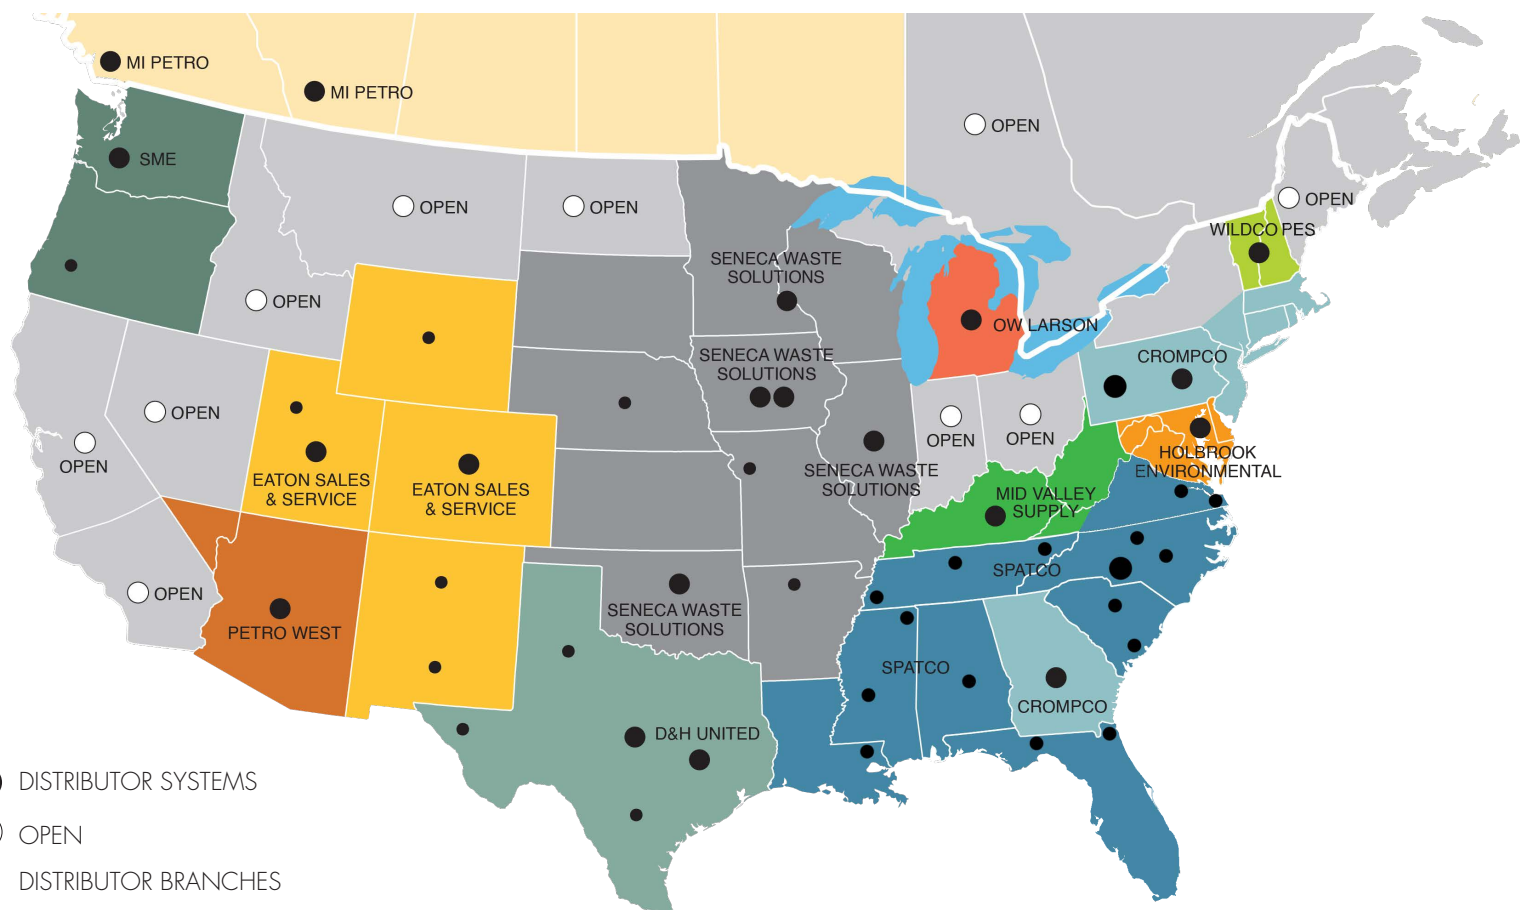 MI PETRO
MI PETRO
OPEN
SME
OPEN
OPEN
OPEN
WILDCO PES
SENECA WASTE
SOLUTIONS
OPEN
OW LARSON
SENECA WASTE
SOLUTIONS
CROMPCO
OPEN
OPEN
OPEN
OPEN
HOLBROOK
ENVIRONMENTAL
EATON SALES
& SERVICE
EATON SALES
& SERVICE
SENECA WASTE
SOLUTIONS
MID VALLEY
SUPPLY
SPATCO
OPEN
SENECA WASTE
SOLUTIONS
PETRO WEST
SPATCO
CROMPCO
D&H UNITED
DISTRIBUTOR SYSTEMS
OPEN
DISTRIBUTOR BRANCHES